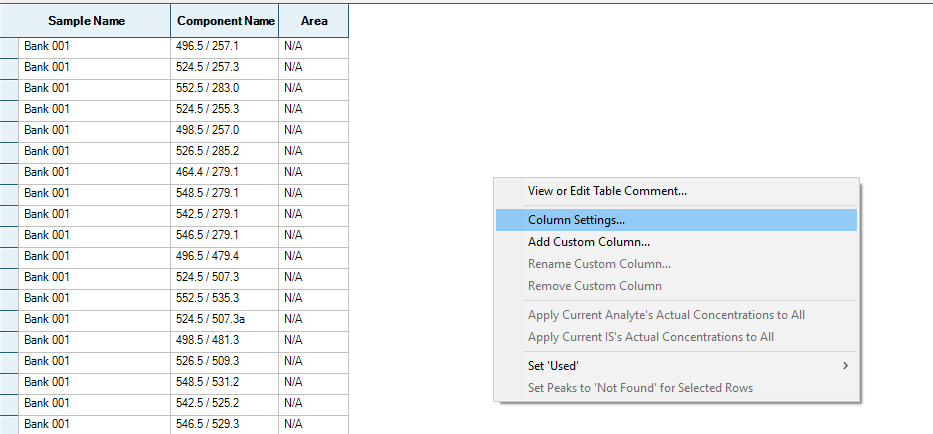 Sample Name Component Name Area
Bank 001 496.5 / 257.1 N/A
Bank 001 524.5 / 257.3 N/A
Bank 001 552.5 / 283.0 N/A
Bank 001 524.5 / 255.3 N/A
Bank 001 498.5 / 257.0 N/A
Bank 001 526.5 / 285.2 N/A
Bank 001 464.4 / 279.1 N/A
Bank 001 548.5 / 279.1 N/A
Bank 001 542.5 / 279.1 N/A
Bank 001 546.5 / 279.1 N/A
Bank 001 496.5 / 479.4 N/A
Bank 001 524.5 / 507.3 N/A
Bank 001 552.5 / 535.3 N/A
Bank 001 524.5 / 507.3a N/A
Bank 001 498.5 / 481.3 N/A
Bank 001 526.5 / 509.3 N/A
Bank 001 548.5 / 531.2 N/A
Bank 001 542.5 / 525.2 N/A
Bank 001 546.5 / 529.3 N/A
View or Edit Table Comment...
Column Settings...
Add Custom Column...
Rename Custom Column...
Remove Custom Column
Apply Current Analyte's Actual Concentrations to All
Apply Current IS's Actual Concentrations to All
Set 'Used'
Set Peaks to 'Not Found' for Selected Rows